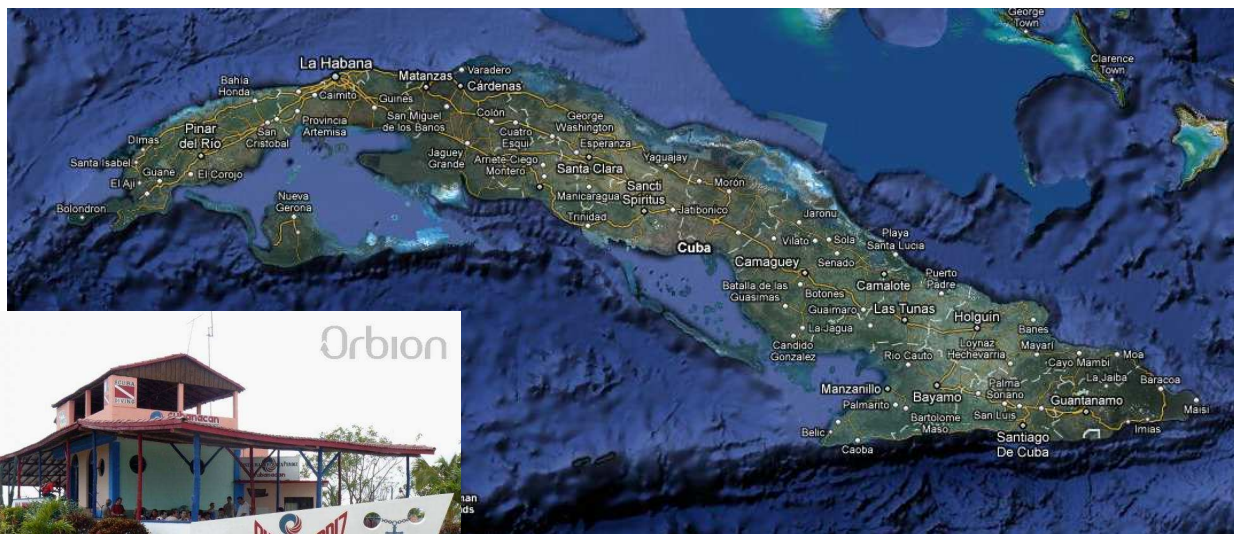 George
Town
Clarence
Town
La Habana
Matanzas
Varadero
Cárdenas
Bahía
Honda
Caimito
Guines
Provincia
Artemisa
San Miguel
de los Banos
Colón
George
Washington
Cuatro
Esqui
Esperanza
Dimas
Pinar
del Río
San
Cristobal
Santa Isabel
Guane
El Corojo
El Aji
Bolondron
Nueva
Gerona
Jaguey
Grande
Arriete-Ciego
Montero
Santa Clara
Yaguajay
Manicaragua
Sancti
Spiritus
Morón
Trinidad
Jatibonico
Jaronu
Cuba
Vilato
Sola
Senado
Playa
Santa Lucia
Camaguey
Camalote
Puerto
Padre
Batalla de las
Guasimas
Botones
Guaimaro
Las Tunas
Holguín
Banes
La Jagua
Candido
Gonzalez
Rio Cauto
Loynaz
Hechevarria
Mayarí
Cayo Mambi
Moa
Manzanillo
Bayamo
Palma
Soriano
La Jaiba
Baracoa
Palmarito
Bartolome
Maso
San Luis
Guantanamo
Maisi
Belic
Caoba
Santiago
De Cuba
Imias
Orbion